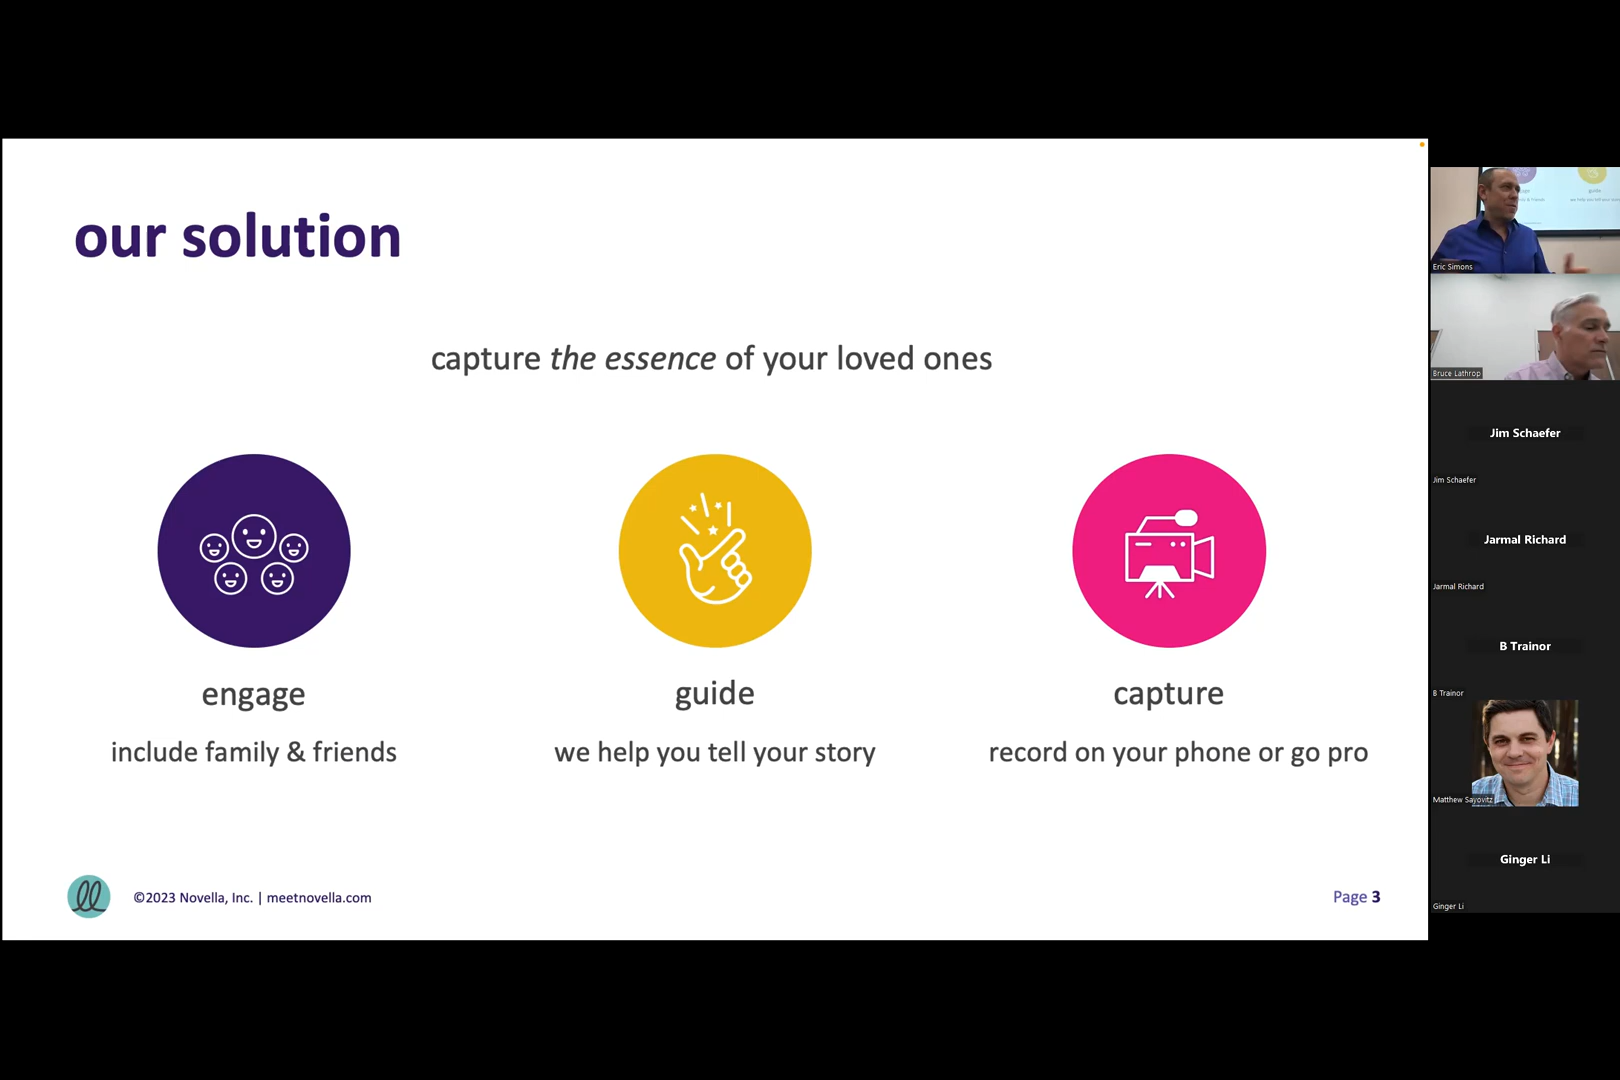 our solution
capture the essence of your loved ones
engage
guide
capture
include family & friends
we help you tell your story
record on your phone or go pro
©2023 Novella, Inc. | meetnovella.com
Page 3
guide
Eric Simons
Bruce Lathrop
Jim Schaefer
Jim Schaefer
Jarmal Richard
Jarmal Richard
B Trainor
B Trainor
Matthew Sayovitz
Ginger Li
Ginger Li